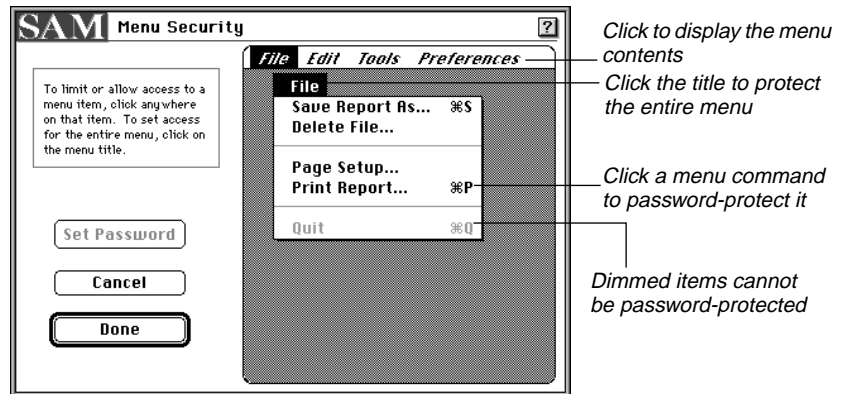 SAM Menu Security ?
File Edit Tools Preferences
To limit or allow access to a
menu item, click anywhere
on that item. To set access
for the entire menu, click on
the menu title.
File
Save Report As... ⌘S
Delete File...
Page Setup...
Print Report... ⌘P
Quit ⌘Q
Set Password
Cancel
Done
Click to display the menu
contents
Click the title to protect
the entire menu
Click a menu command
to password-protect it
Dimmed items cannot
be password-protected